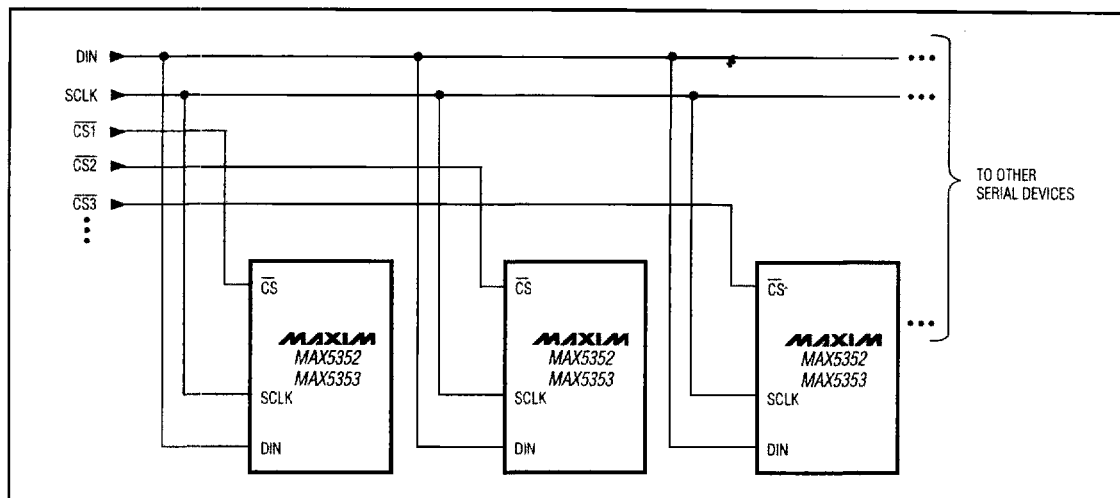 DIN
SCLK
CS1
CS2
CS3
TO OTHER
SERIAL DEVICES
CS
MAXIM
MAX5352
MAX5353
SCLK
DIN
CS
MAXIM
MAX5352
MAX5353
SCLK
DIN
CS
MAXIM
MAX5352
MAX5353
SCLK
DIN